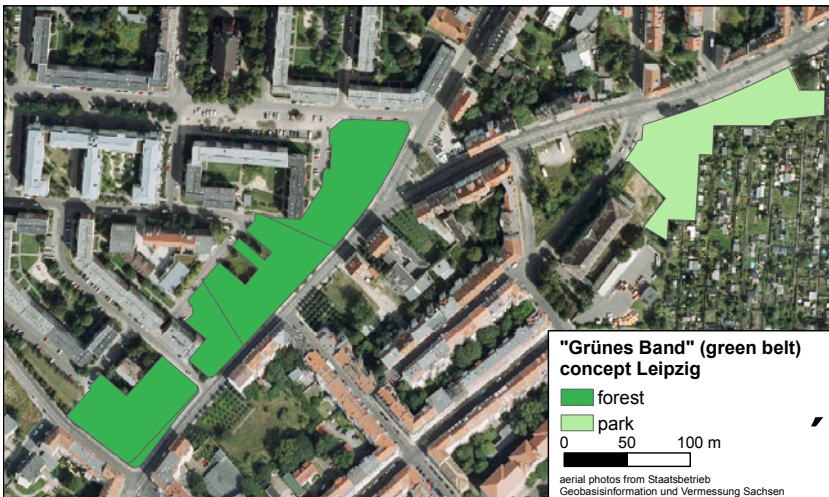 "Grünes Band" (green belt)
concept Leipzig
forest
park
0 50 100 m
aerial photos from Staatsbetrieb
Geobasisinformation und Vermessung Sachsen